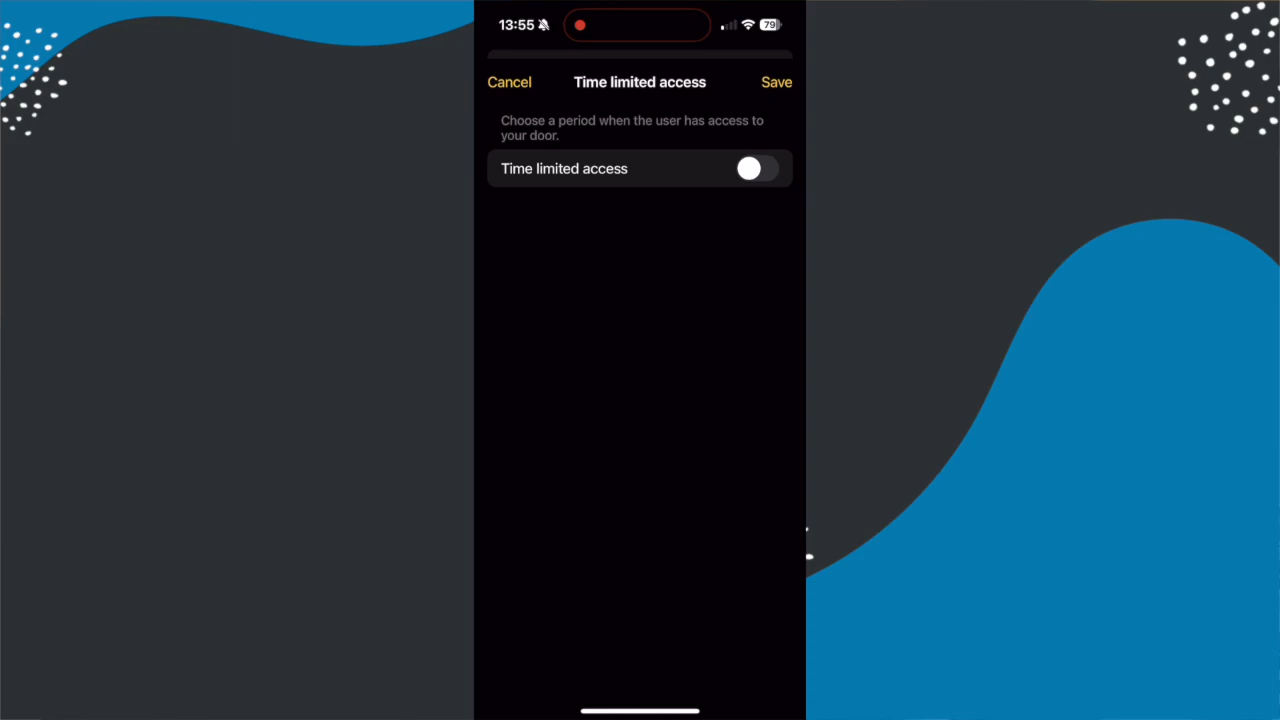 13:55
79
Cancel
Time limited access
Save
Choose a period when the user has access to
your door.
Time limited access